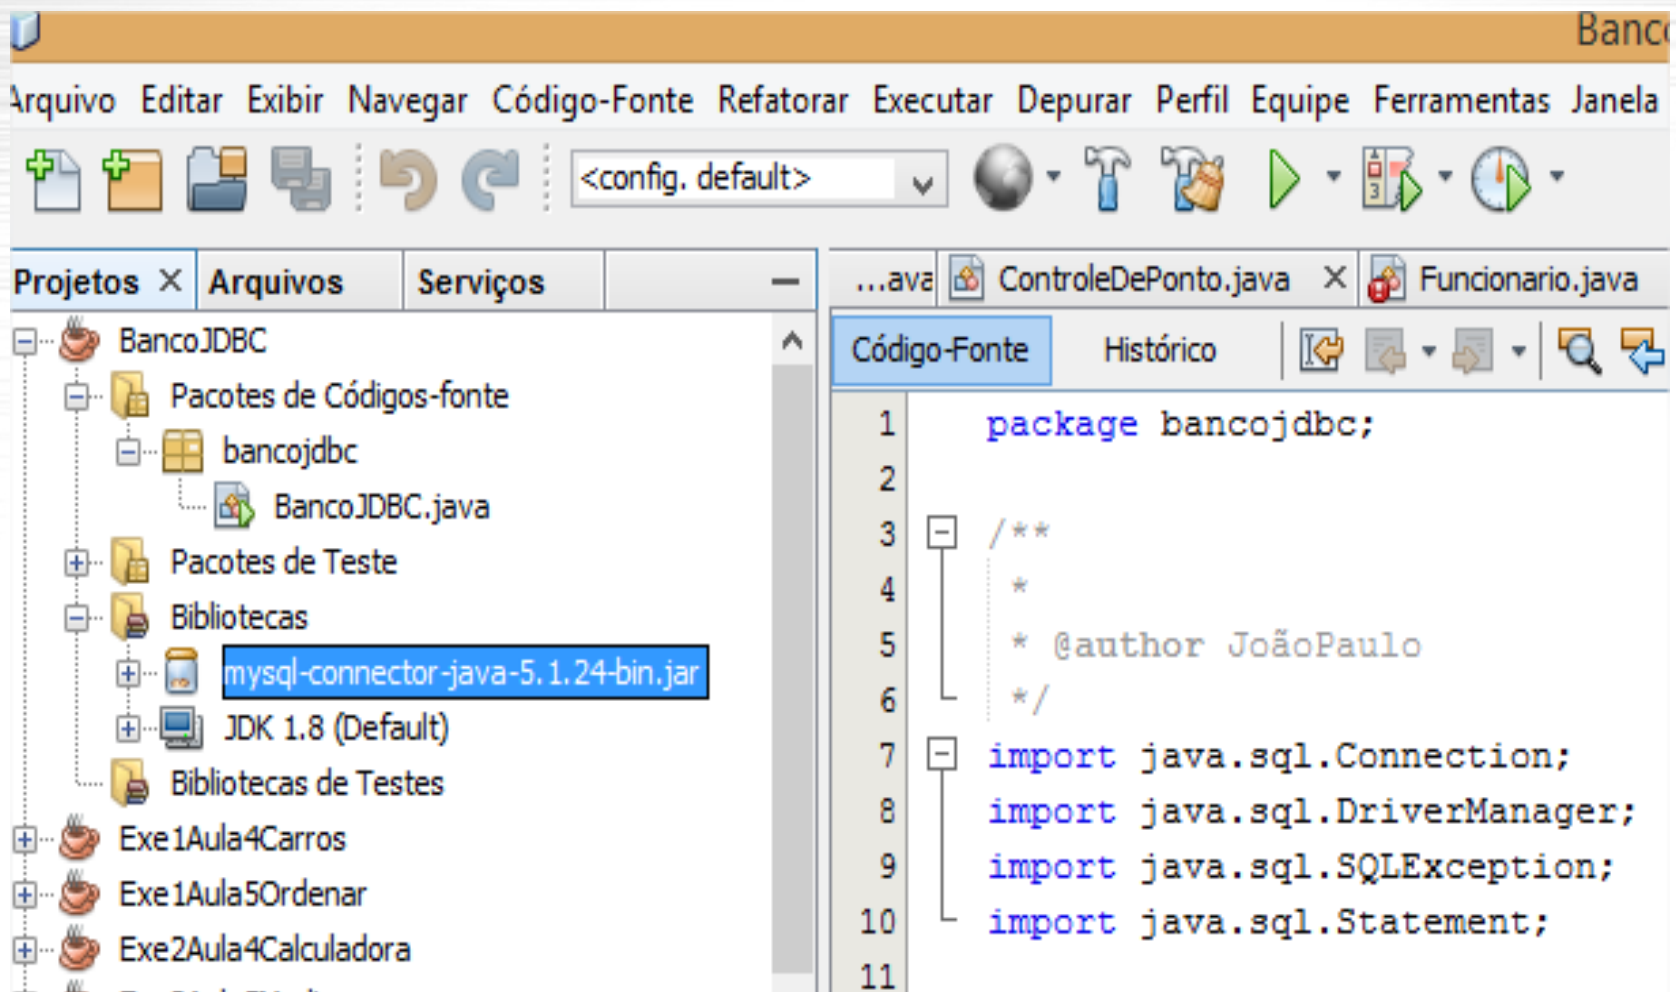 Arquivo Editar Exibir Navegar Código-Fonte Refatorar Executar Depurar Perfil Equipe Ferramentas Janela
<config. default>
Projetos
Arquivos
Serviços
BancoJDBC
Pacotes de Códigos-fonte
bancojdbc
BancoJDBC.java
Pacotes de Teste
Bibliotecas
mysql-connector-java-5.1.24-bin.jar
JDK 1.8 (Default)
Bibliotecas de Testes
Exe1Aula4Carros
Exe1Aula5Ordenar
Exe2Aula4Calculadora
...ava
ControleDePonto.java
Funcionario.java
Código-Fonte
Histórico
1 package bancojdbc;
2
3 /**
4 *
5 * @author JoãoPaulo
6 */
7 import java.sql.Connection;
8 import java.sql.DriverManager;
9 import java.sql.SQLException;
10 import java.sql.Statement;
11